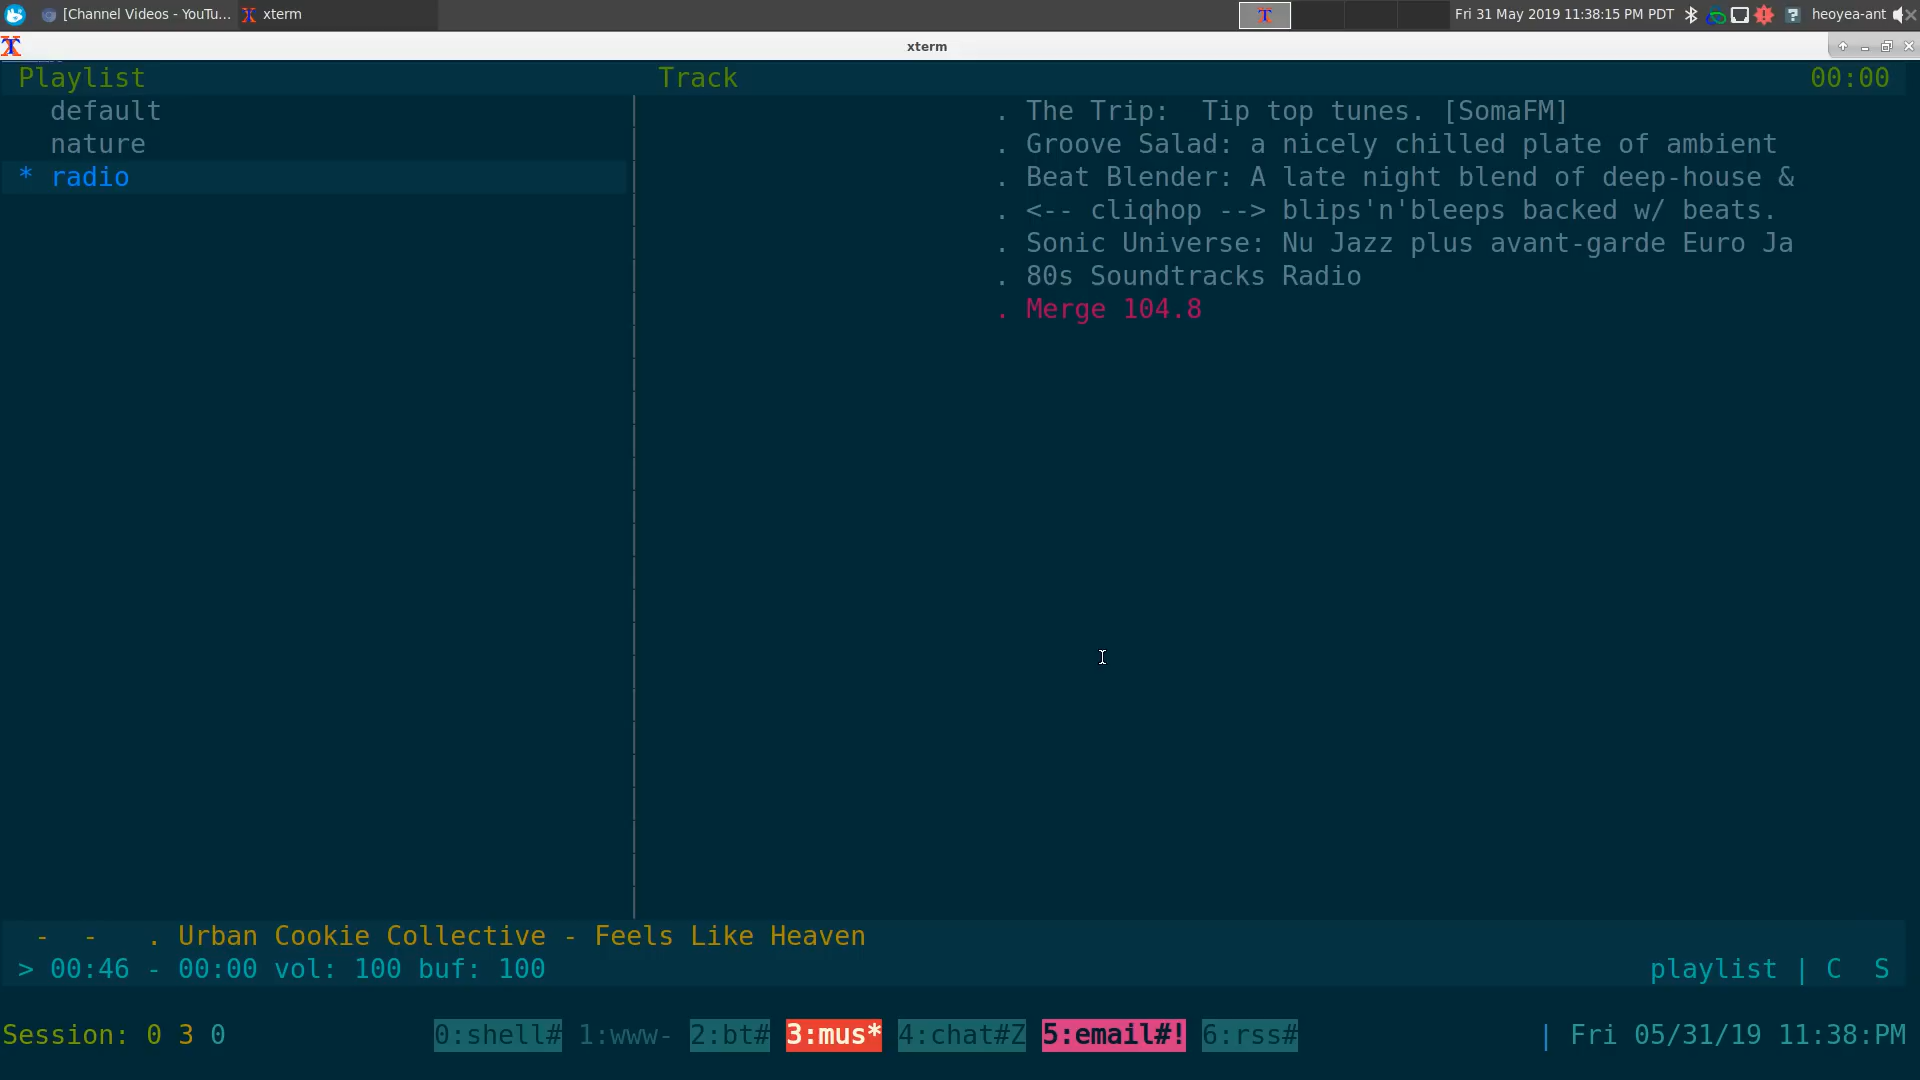 [Channel Videos - YouTu... xterm Fri 31 May 2019 11:38:15 PM PDT heoyea-ant
xterm
Playlist Track 00:00
default . The Trip:  Tip top tunes. [SomaFM]
nature . Groove Salad: a nicely chilled plate of ambient
* radio . Beat Blender: A late night blend of deep-house &
. <-- cliqhop --> blips'n'bleeps backed w/ beats.
. Sonic Universe: Nu Jazz plus avant-garde Euro Ja
. 80s Soundtracks Radio
. Merge 104.8
-  -   . Urban Cookie Collective - Feels Like Heaven
> 00:46 - 00:00 vol: 100 buf: 100 playlist | C  S
Session: 0 3 0 0:shell# 1:www- 2:bt# 3:mus* 4:chat#Z 5:email#! 6:rss# | Fri 05/31/19 11:38:PM